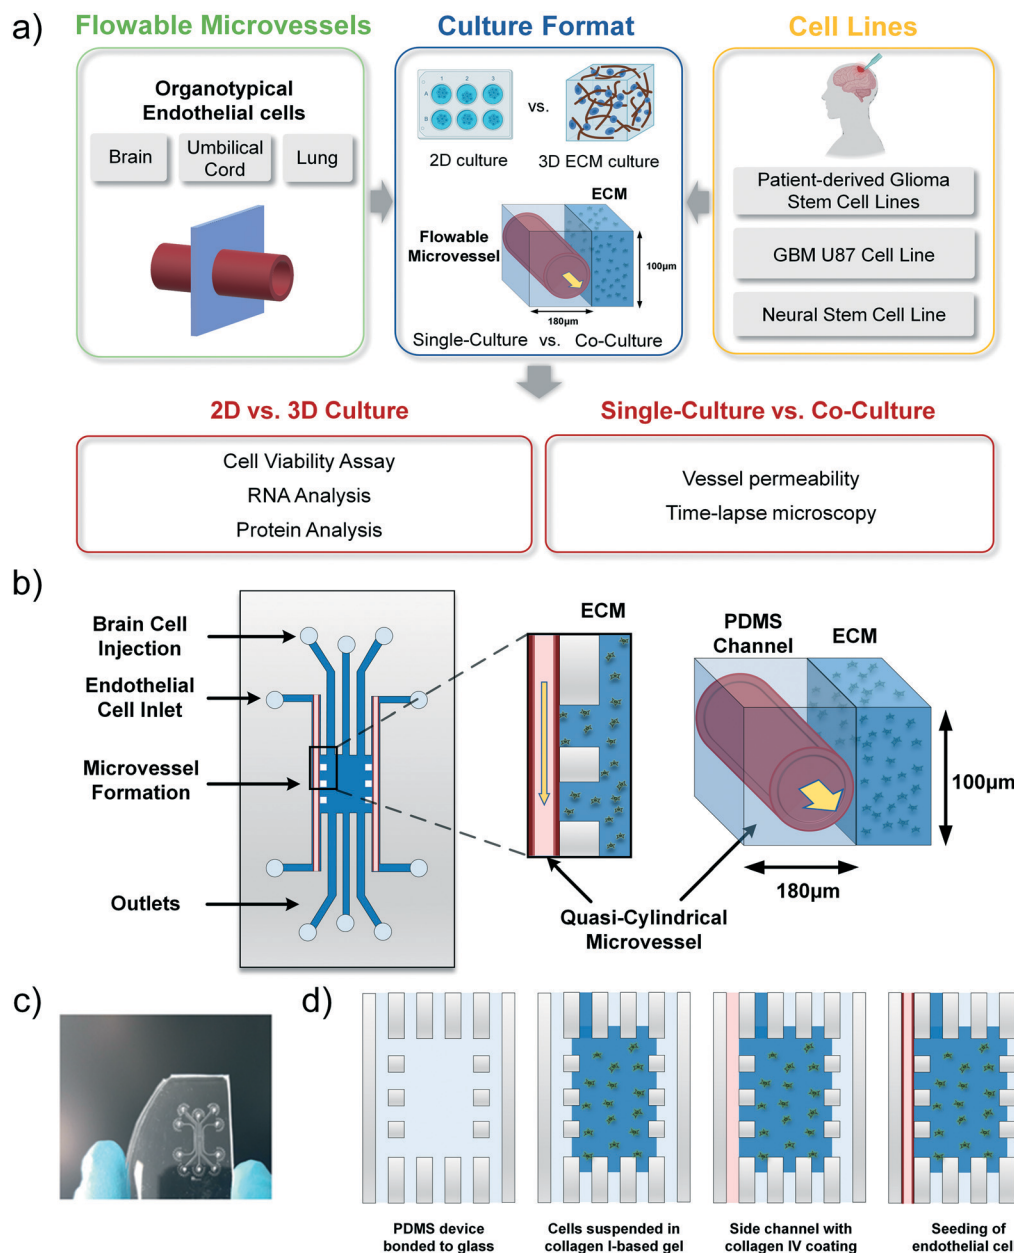 a)
Flowable Microvessels
Culture Format
Cell Lines
Organotypical
Endothelial cells
Brain
Umbilical
Cord
Lung
1 2 3
A
B
vs.
2D culture
3D ECM culture
ECM
Flowable
Microvessel
100µm
180µm
Single-Culture vs. Co-Culture
Patient-derived Glioma
Stem Cell Lines
GBM U87 Cell Line
Neural Stem Cell Line
2D vs. 3D Culture
Single-Culture vs. Co-Culture
Cell Viability Assay
RNA Analysis
Protein Analysis
Vessel permeability
Time-lapse microscopy
b)
Brain Cell
Injection
Endothelial
Cell Inlet
Microvessel
Formation
Outlets
ECM
PDMS
Channel
ECM
100µm
180µm
Quasi-Cylindrical
Microvessel
c)
d)
PDMS device
bonded to glass
Cells suspended in
collagen I-based gel
Side channel with
collagen IV coating
Seeding of
endothelial cel